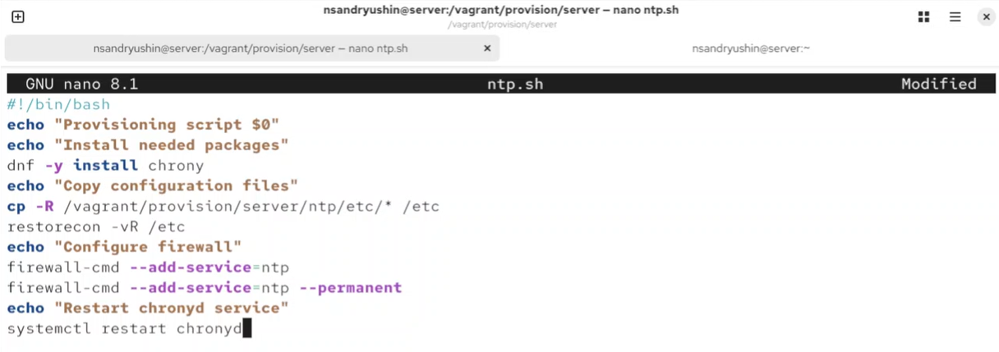 nsandryushin@server:/vagrant/provision/server — nano ntp.sh
/vagrant/provision/server
nsandryushin@server:/vagrant/provision/server — nano ntp.sh
nsandryushin@server:~
GNU nano 8.1 ntp.sh Modified
#!/bin/bash
echo "Provisioning script $0"
echo "Install needed packages"
dnf -y install chrony
echo "Copy configuration files"
cp -R /vagrant/provision/server/ntp/etc/* /etc
restorecon -vR /etc
echo "Configure firewall"
firewall-cmd --add-service=ntp
firewall-cmd --add-service=ntp --permanent
echo "Restart chronyd service"
systemctl restart chronyd